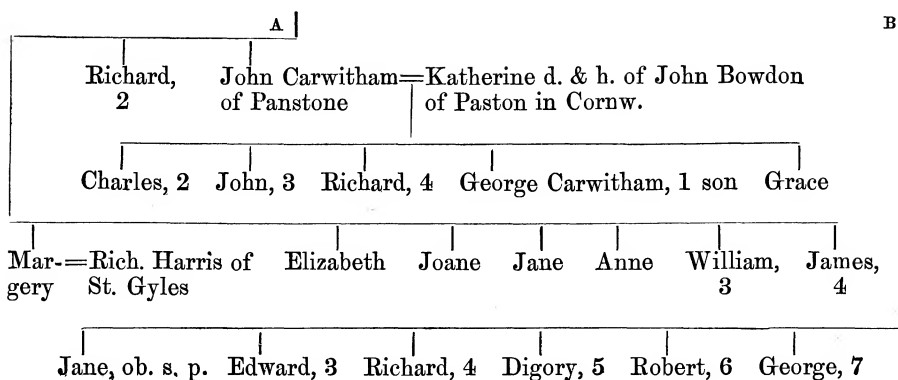 A B
Richard, John Carwitham=Katherine d. & h. of John Bowdon
2 of Panstone of Paston in Cornw.
Charles, 2 John, 3 Richard, 4 George Carwitham, 1 son Grace
Mar-=Rich. Harris of Elizabeth Joane Jane Anne William, James,
gery St. Gyles 3 4
Jane, ob. s. p. Edward, 3 Richard, 4 Digory, 5 Robert, 6 George, 7